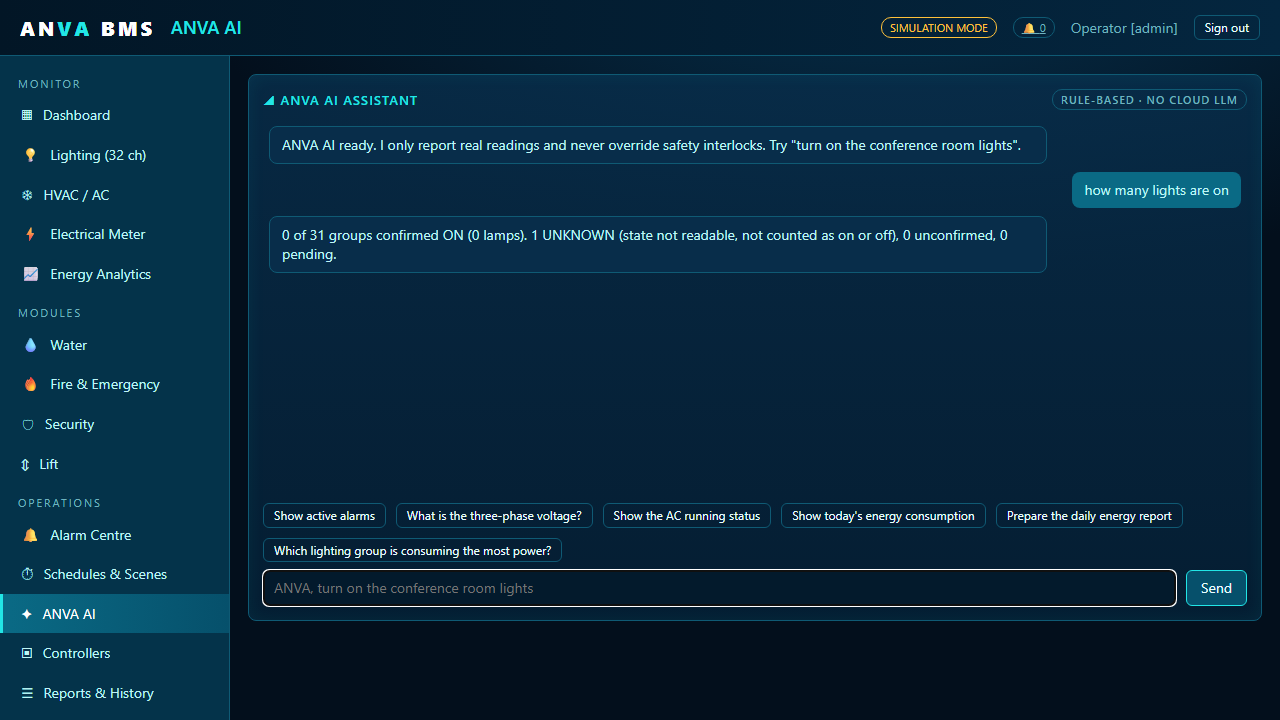 ANVA BMS
ANVA AI
SIMULATION MODE
0
Operator [admin]
Sign out
MONITOR
Dashboard
Lighting (32 ch)
HVAC / AC
Electrical Meter
Energy Analytics
MODULES
Water
Fire & Emergency
Security
Lift
OPERATIONS
Alarm Centre
Schedules & Scenes
ANVA AI
Controllers
Reports & History
ANVA AI ASSISTANT
RULE-BASED · NO CLOUD LLM
ANVA AI ready. I only report real readings and never override safety interlocks. Try "turn on the conference room lights".
how many lights are on
0 of 31 groups confirmed ON (0 lamps). 1 UNKNOWN (state not readable, not counted as on or off), 0 unconfirmed, 0
pending.
Show active alarms
What is the three-phase voltage?
Show the AC running status
Show today's energy consumption
Prepare the daily energy report
Which lighting group is consuming the most power?
ANVA, turn on the conference room lights
Send